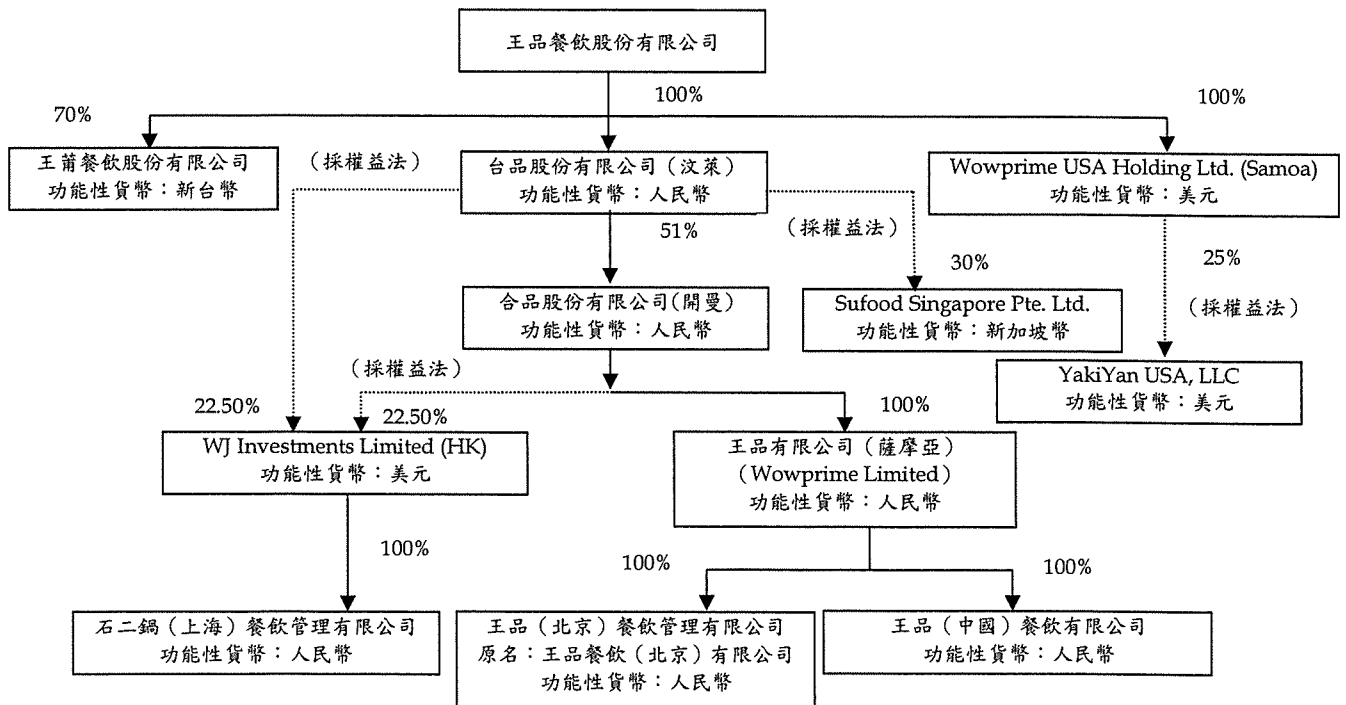 王品餐飲股份有限公司
70%
100%
100%
王莆餐飲股份有限公司
功能性貨幣：新台幣
（採權益法）
台品股份有限公司（汶萊）
功能性貨幣：人民幣
Wowprime USA Holding Ltd. (Samoa)
功能性貨幣：美元
51%
（採權益法）
30%
25%
（採權益法）
合品股份有限公司(開曼)
功能性貨幣：人民幣
Sufood Singapore Pte. Ltd.
功能性貨幣：新加坡幣
（採權益法）
YakiYan USA, LLC
功能性貨幣：美元
22.50%
22.50%
100%
WJ Investments Limited (HK)
功能性貨幣：美元
王品有限公司（薩摩亞）
（Wowprime Limited）
功能性貨幣：人民幣
100%
100%
100%
石二鍋（上海）餐飲管理有限公司
功能性貨幣：人民幣
王品（北京）餐飲管理有限公司
原名：王品餐飲（北京）有限公司
功能性貨幣：人民幣
王品（中國）餐飲有限公司
功能性貨幣：人民幣